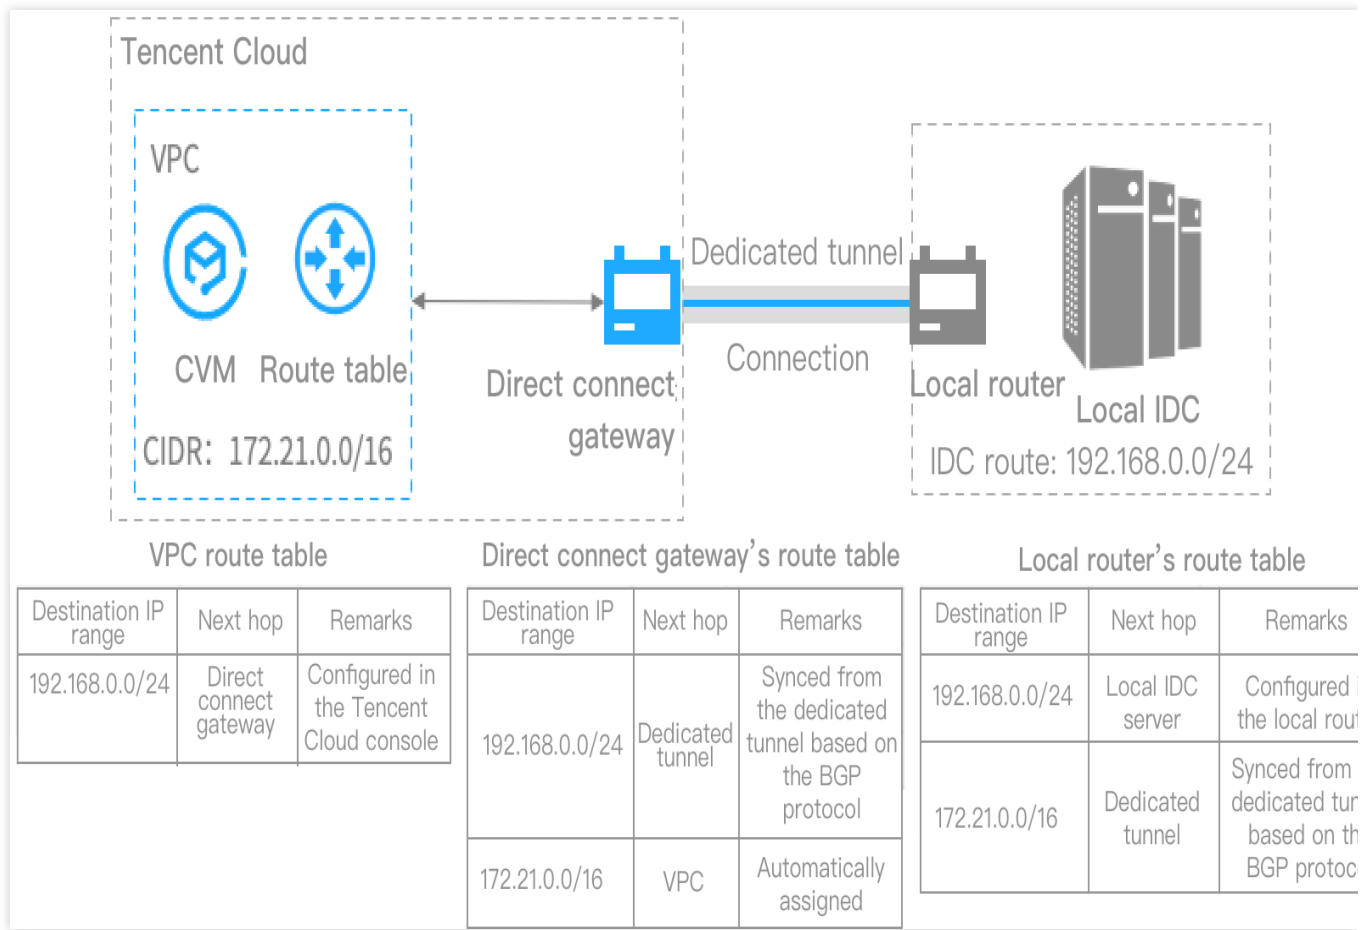 Tencent Cloud
VPC
CVM
Route table
CIDR: 172.21.0.0/16
Direct connect
gateway
Dedicated tunnel
Connection
Local router
Local IDC
IDC route: 192.168.0.0/24
VPC route table
Destination IP
range
Next hop
Remarks
192.168.0.0/24
Direct
connect
gateway
Configured in
the Tencent
Cloud console
Direct connect gateway's route table
Destination IP
range
Next hop
Remarks
192.168.0.0/24
Dedicated
tunnel
Synced from
the dedicated
tunnel based on
the BGP
protocol
172.21.0.0/16
VPC
Automatically
assigned
Local router's route table
Destination IP
range
Next hop
Remarks
192.168.0.0/24
Local IDC
server
Configured
the local
172.21.0.0/16
Dedicated
tunnel
Synced from
dedicated
based on
BGP